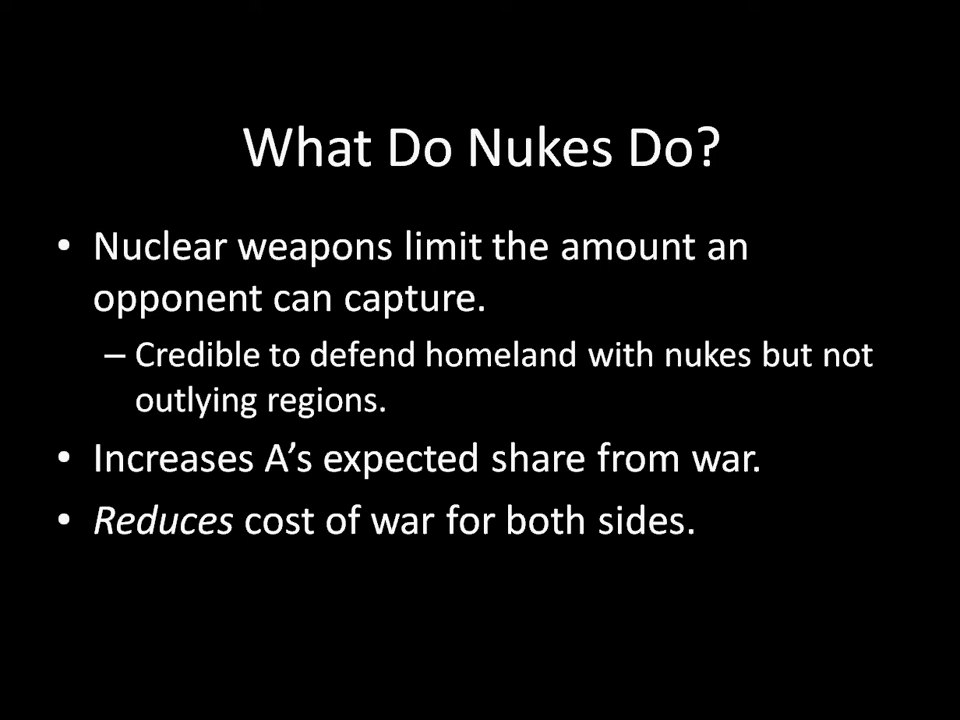 What Do Nukes Do?
• Nuclear weapons limit the amount an
opponent can capture.
– Credible to defend homeland with nukes but not
outlying regions.
• Increases A’s expected share from war.
• Reduces cost of war for both sides.